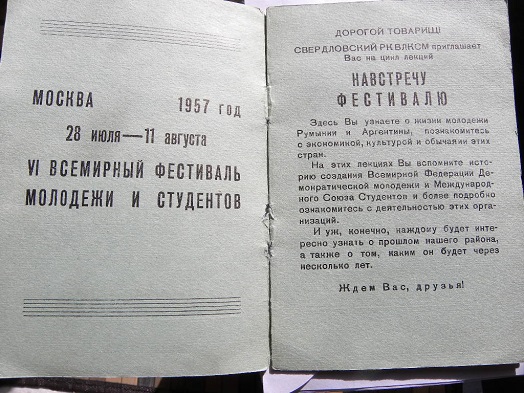 МОСКВА 1957 год
28 июля—11 августа
VI ВСЕМИРНЫЙ ФЕСТИВАЛЬ
МОЛОДЕЖИ И СТУДЕНТОВ
ДОРОГОЙ ТОВАРИЩ!
СВЕРДЛОВСКИЙ РК ВЛКСМ приглашает
Вас на цикл лекций
НАВСТРЕЧУ
ФЕСТИВАЛЮ
Здесь Вы узнаете о жизни молодежи
Румынии и Аргентины, познакомитесь
с экономикой, культурой и обычаями этих
стран.
На этих лекциях Вы вспомните исто-
рию создания Всемирной Федерации Де-
мократической молодежи и Международ-
ного Союза Студентов и более подробно
ознакомитесь с деятельностью этих орга-
низаций.
И уж, конечно, каждому будет инте-
ресно узнать о прошлом нашего района,
а также о том, каким он будет через
несколько лет.
Ждем Вас, друзья!